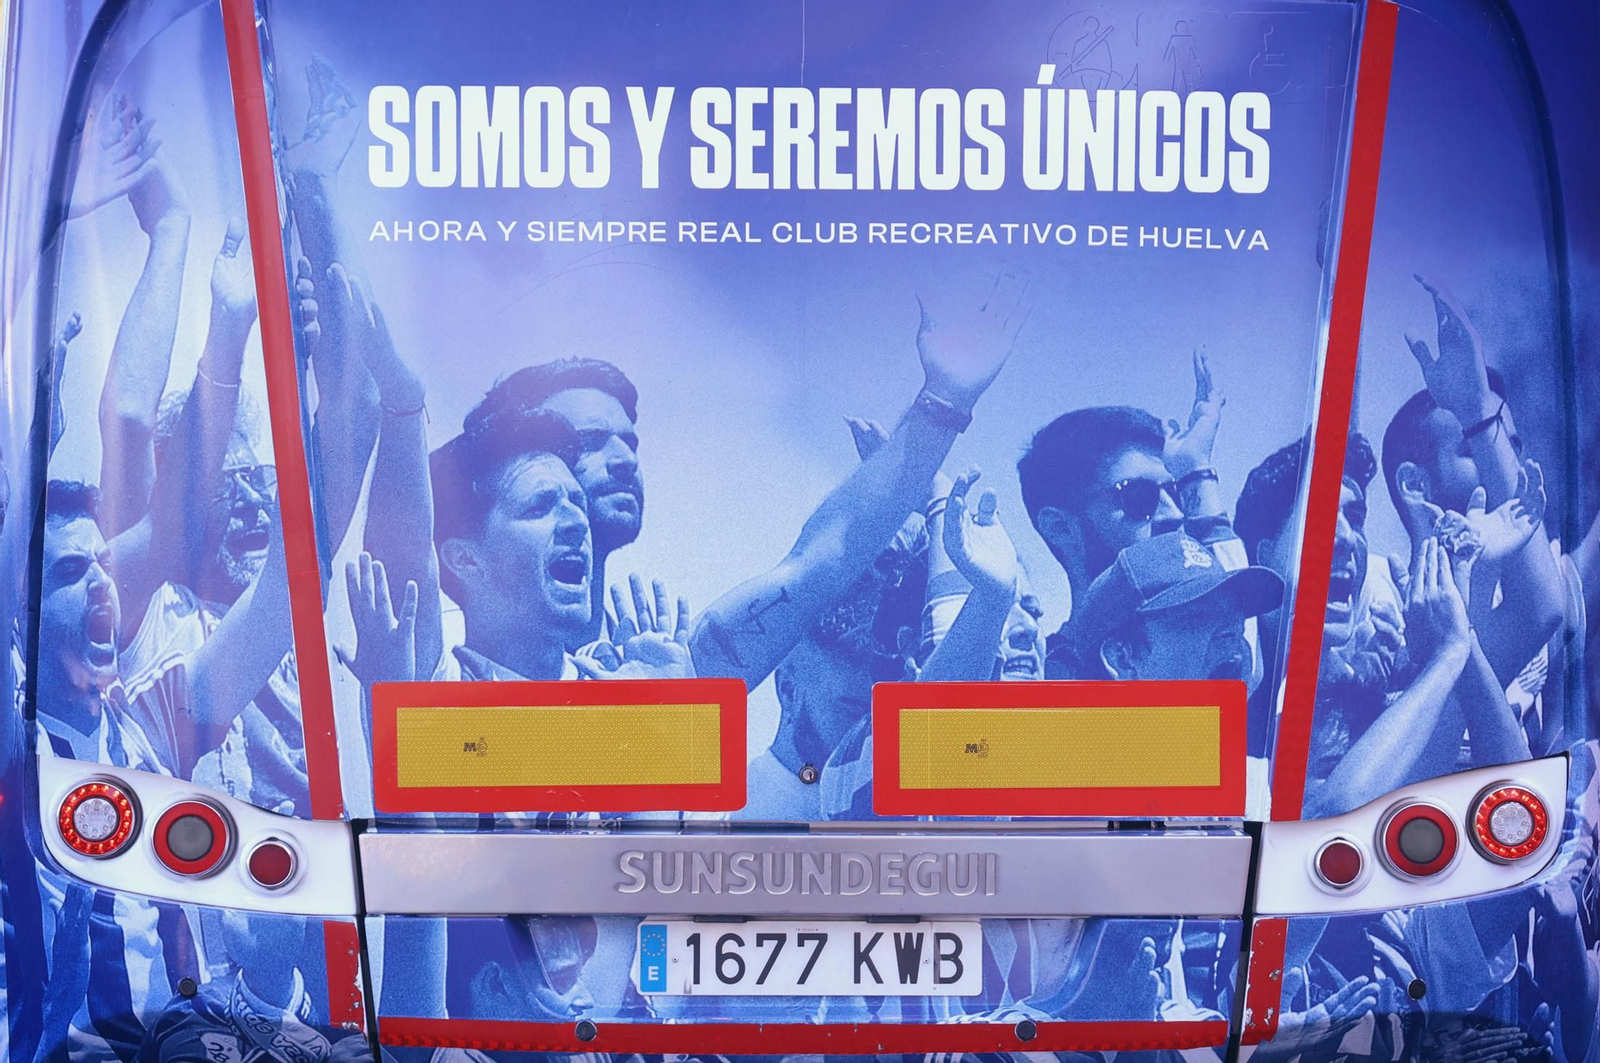 SOMOS Y SEREMOS ÚNICOS
AHORA Y SIEMPRE REAL CLUB RECREATIVO DE HUELVA
SUNSUNDEGUI
E 1677 KWB